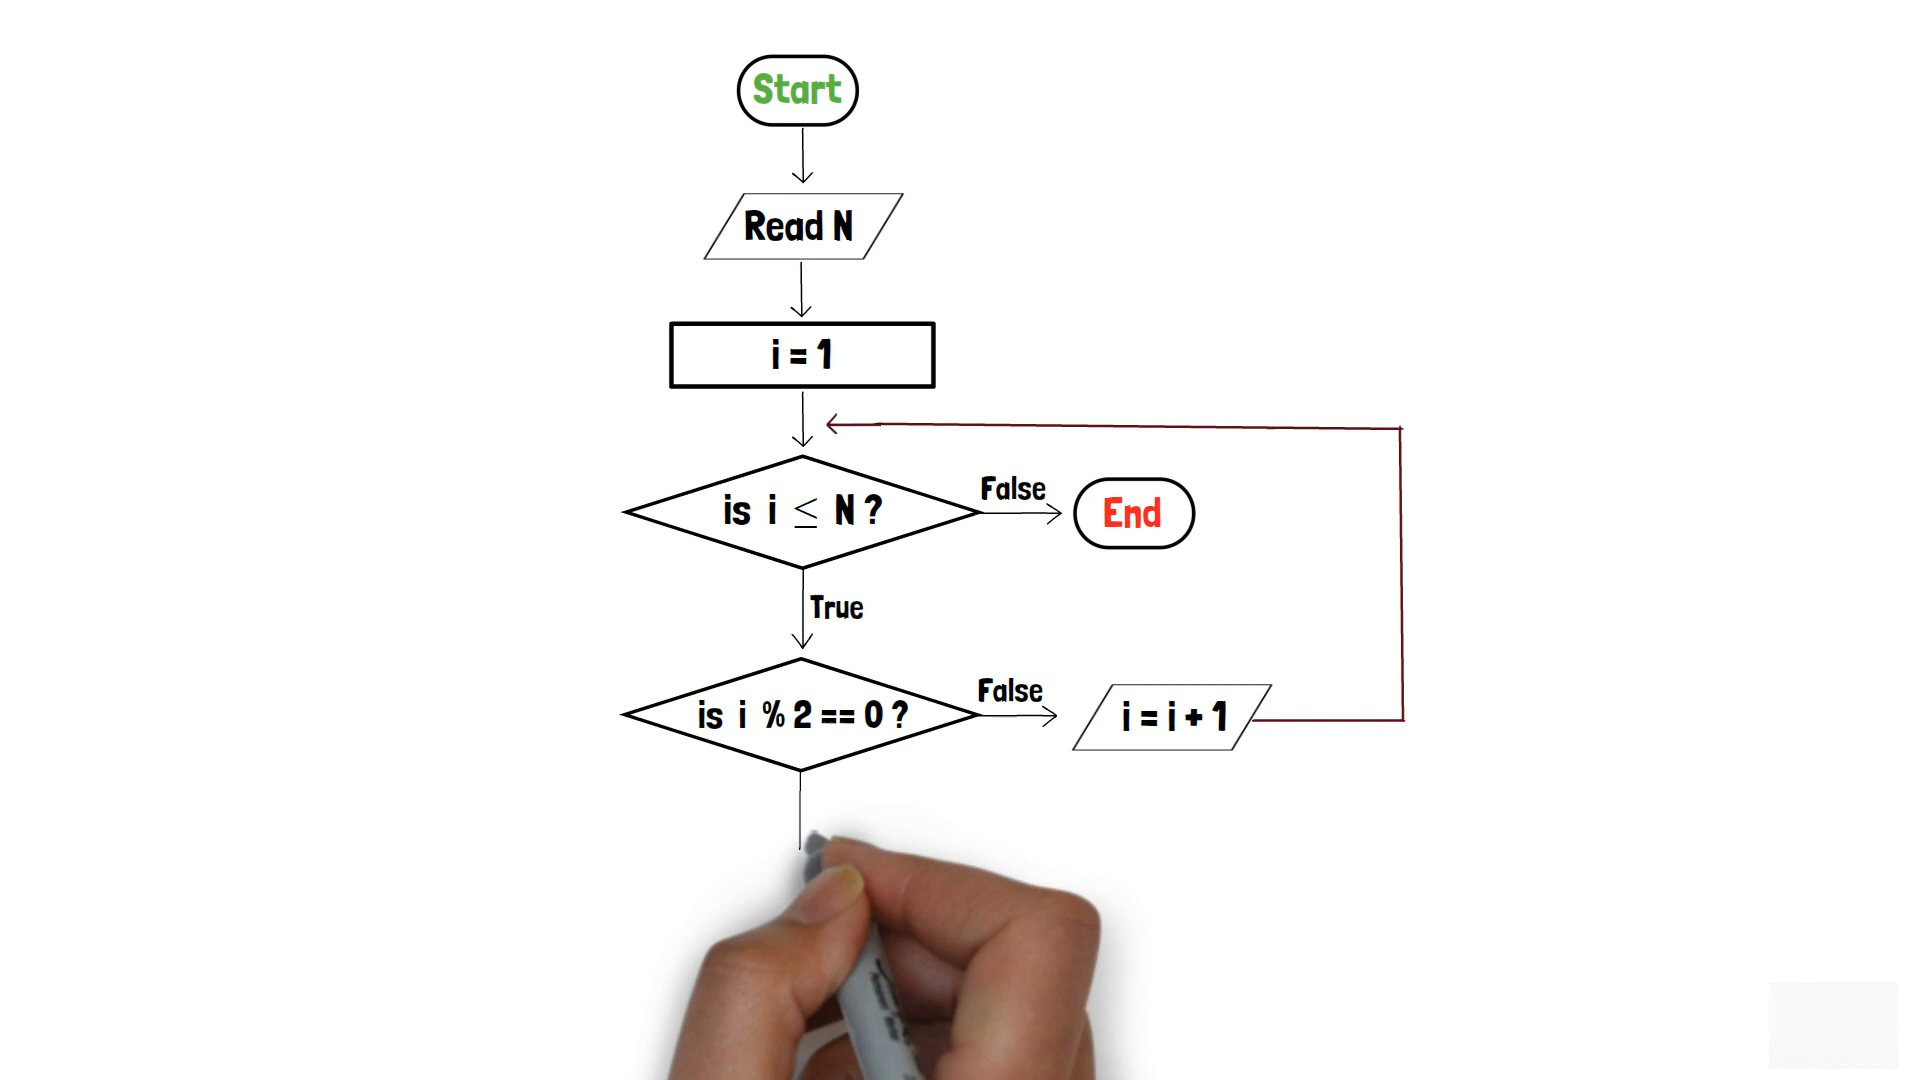 Start
Read N
i = 1
is i ≤ N ?
False
End
True
is i % 2 == 0 ?
False
i = i + 1